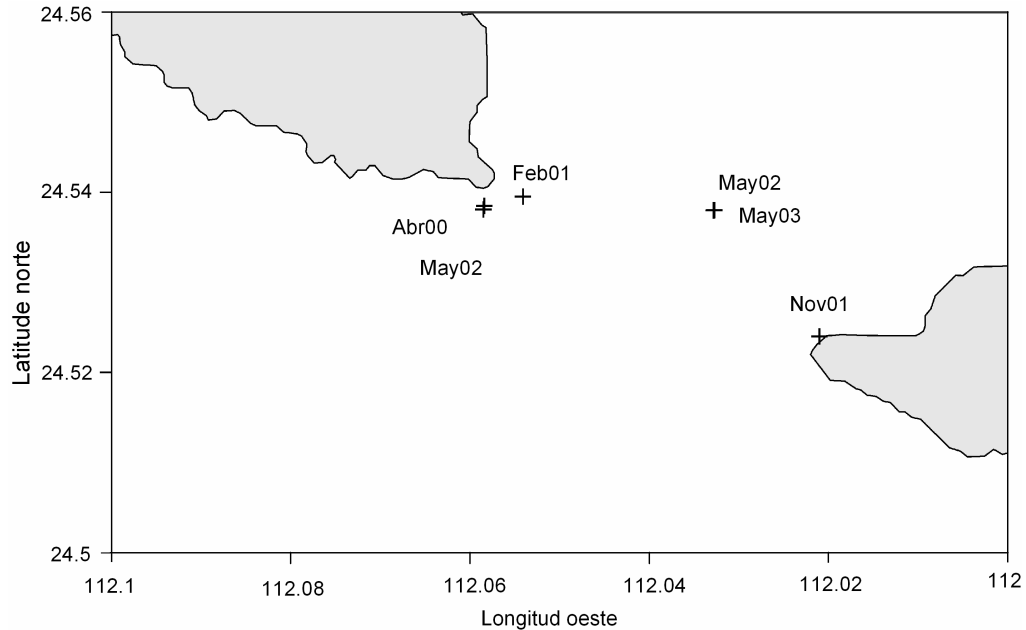 24.56
24.54
24.52
24.5
Latitude norte
Feb01
May02
May03
Abr00
May02
Nov01
112.1
112.08
112.06
112.04
112.02
112
Longitud oeste